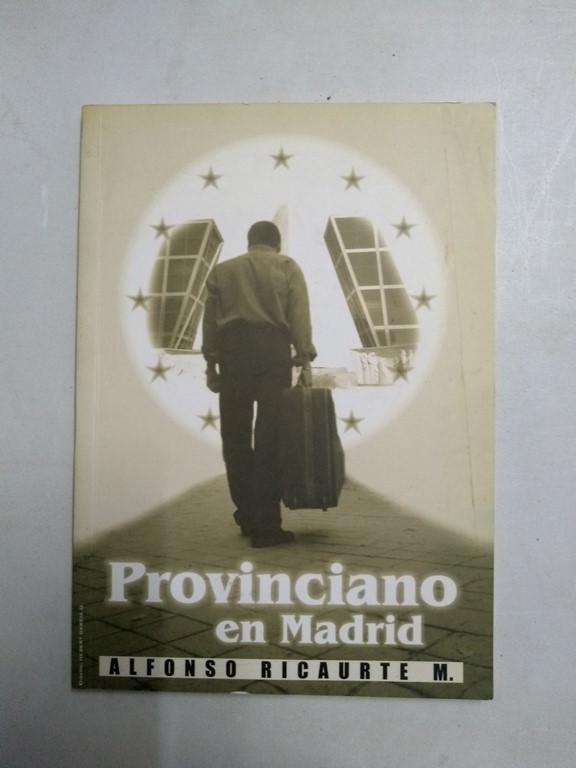 Provinciano
en Madrid
ALFONSO RICAURTE M.